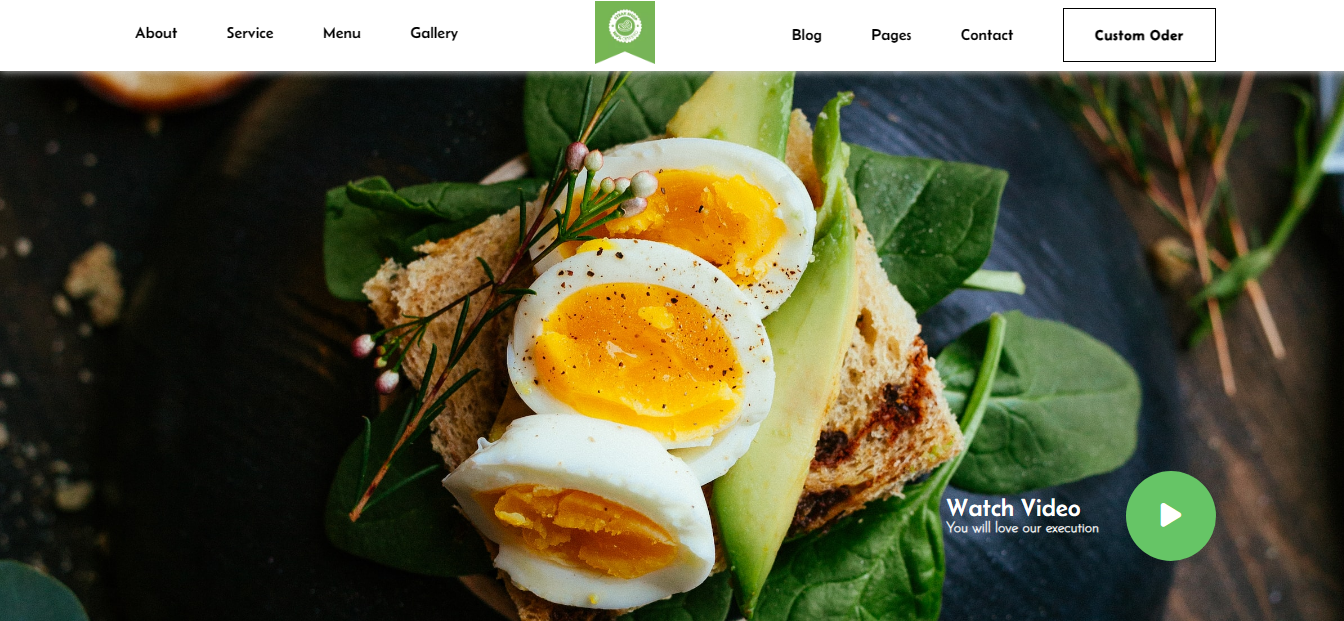 About
Service
Menu
Gallery
Blog
Pages
Contact
Custom Oder
Watch Video
You will love our execution